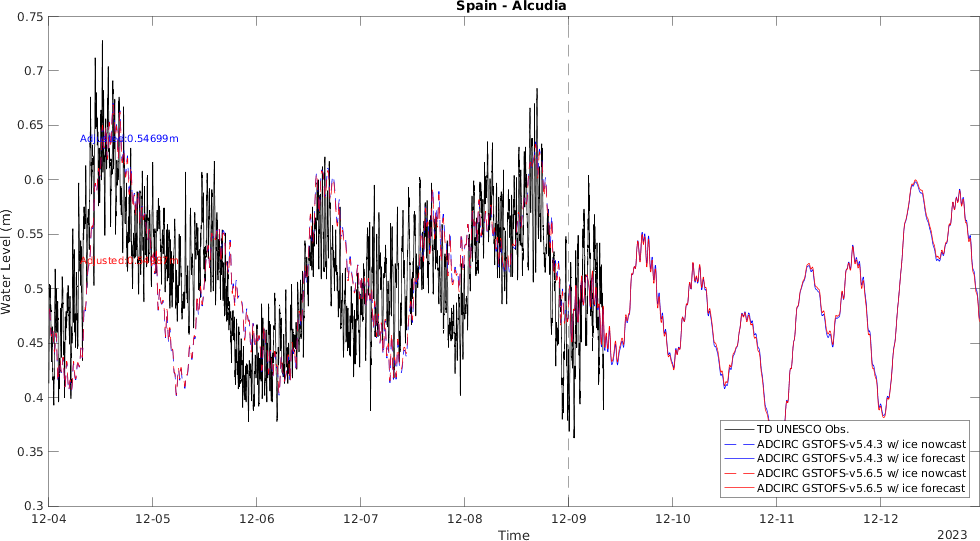 Spain - Alcudia
0.75
0.7
0.65
0.6
0.55
0.5
0.45
0.4
0.35
0.3
Water Level (m)
Adjusted:0.54699m
TD UNESCO Obs.
ADCIRC GSTOFS-v5.4.3 w/ ice nowcast
ADCIRC GSTOFS-v5.4.3 w/ ice forecast
ADCIRC GSTOFS-v5.6.5 w/ ice nowcast
ADCIRC GSTOFS-v5.6.5 w/ ice forecast
12-04 12-05 12-06 12-07 12-08 12-09 12-10 12-11 12-12
Time
2023